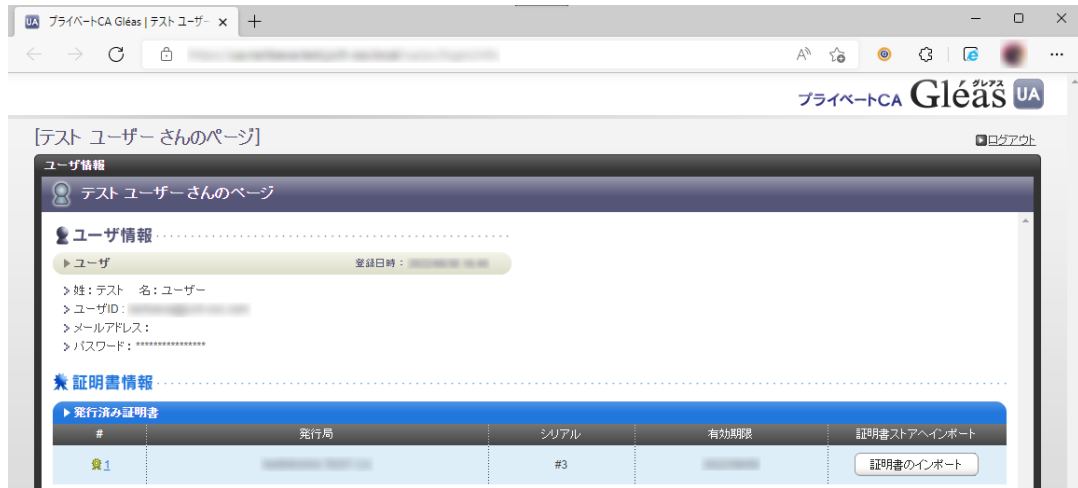 UA プライベートCA Gléas | テスト ユーザー
プライベートCA Gléas グレアス UA
[テスト ユーザー さんのページ]
ログアウト
ユーザ情報
テスト ユーザー さんのページ
ユーザ情報
ユーザ 登録日時：
姓：テスト 名：ユーザー
ユーザID：
メールアドレス：
パスワード：***************
証明書情報
発行済み証明書
# 発行局 シリアル 有効期限 証明書ストアへインポート
1 #3 証明書のインポート